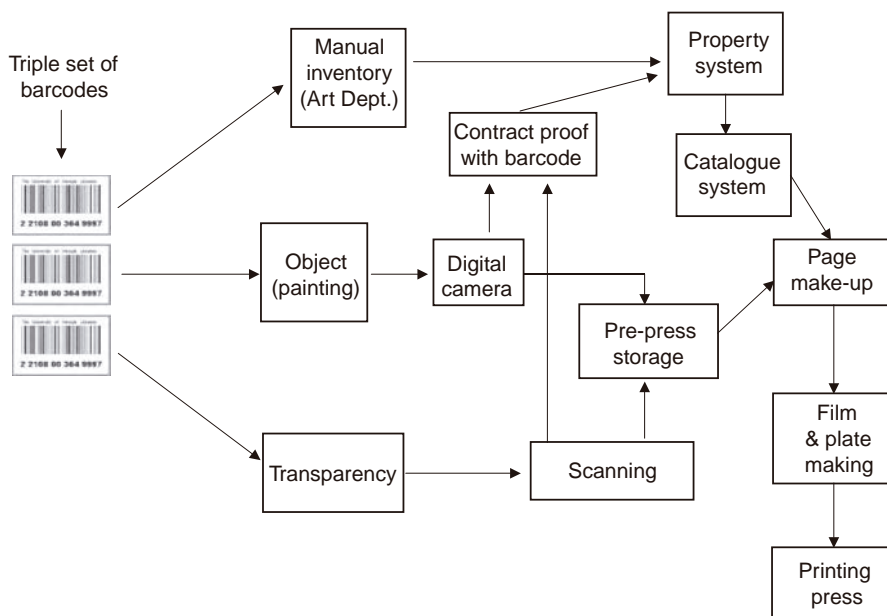 Triple set of
barcodes
Manual
inventory
(Art Dept.)
Property
system
Contract proof
with barcode
Catalogue
system
2 2108 00 364 9997
Object
(painting)
Digital
camera
Page
make-up
2 2108 00 364 9997
Pre-press
storage
2 2108 00 364 9997
Film
& plate
making
Transparency
Scanning
Printing
press